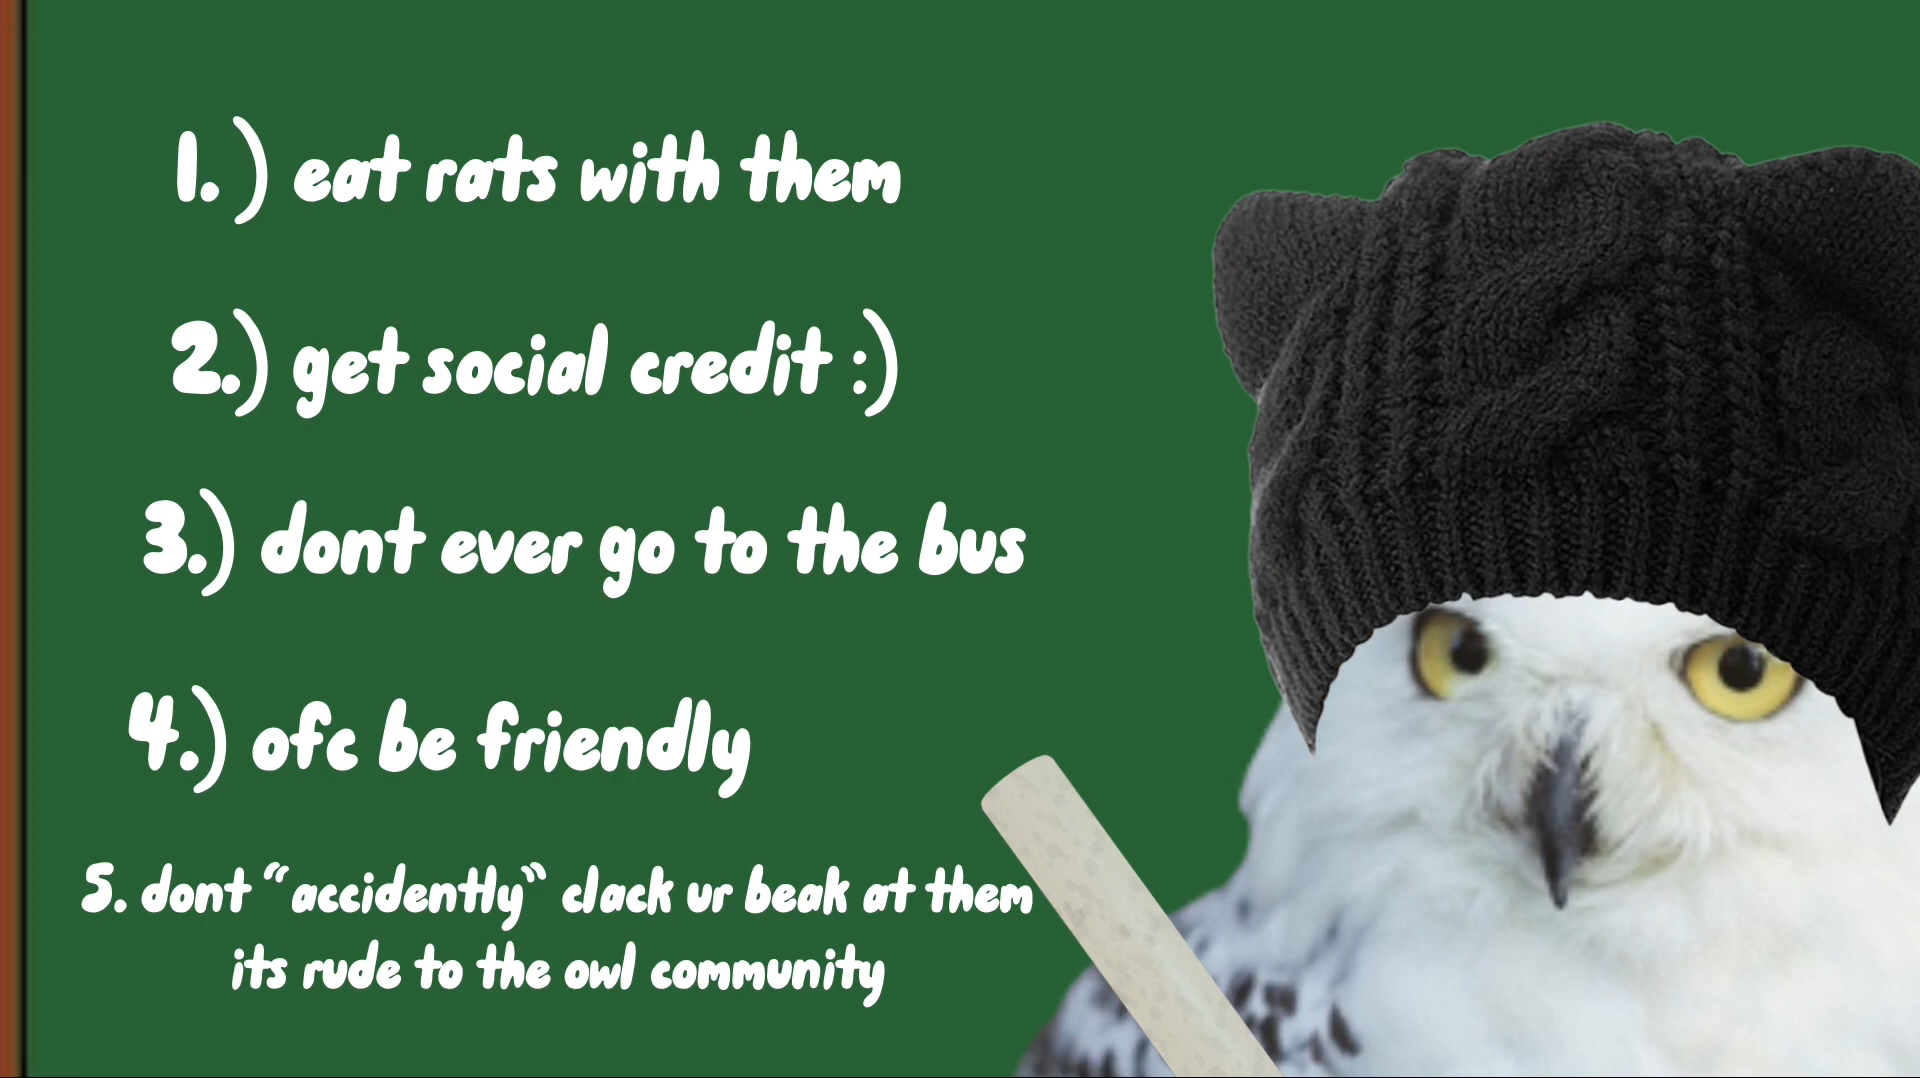 1.) eat rats with them
2.) get social credit :)
3.) dont ever go to the bus
4.) ofc be friendly
5. dont “accidently” clack ur beak at them
its rude to the owl community